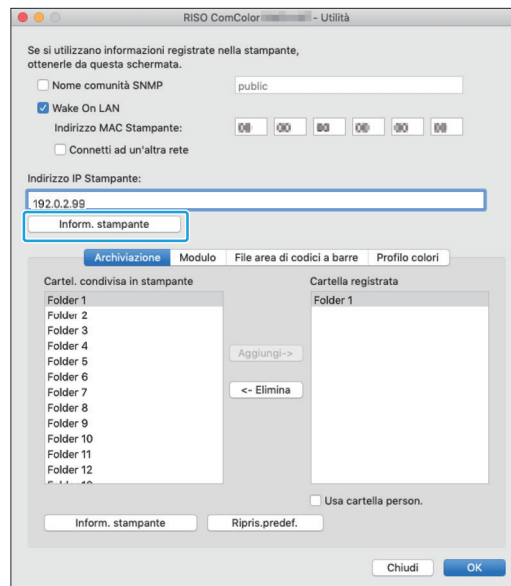 RISO ComColor - Utilità
Se si utilizzano informazioni registrate nella stampante,
ottenerle da questa schermata.
Nome comunità SNMP
public
Wake On LAN
Indirizzo MAC Stampante:
Connetti ad un'altra rete
Indirizzo IP Stampante:
192.0.2.99
Inform. stampante
Archiviazione Modulo File area di codici a barre Profilo colori
Cartel. condivisa in stampante
Folder 1
Folder 2
Folder 3
Folder 4
Folder 5
Folder 6
Folder 7
Folder 8
Folder 9
Folder 10
Folder 11
Folder 12
Aggiungi->
<- Elimina
Cartella registrata
Folder 1
Usa cartella person.
Inform. stampante Ripris.predef.
Chiudi OK